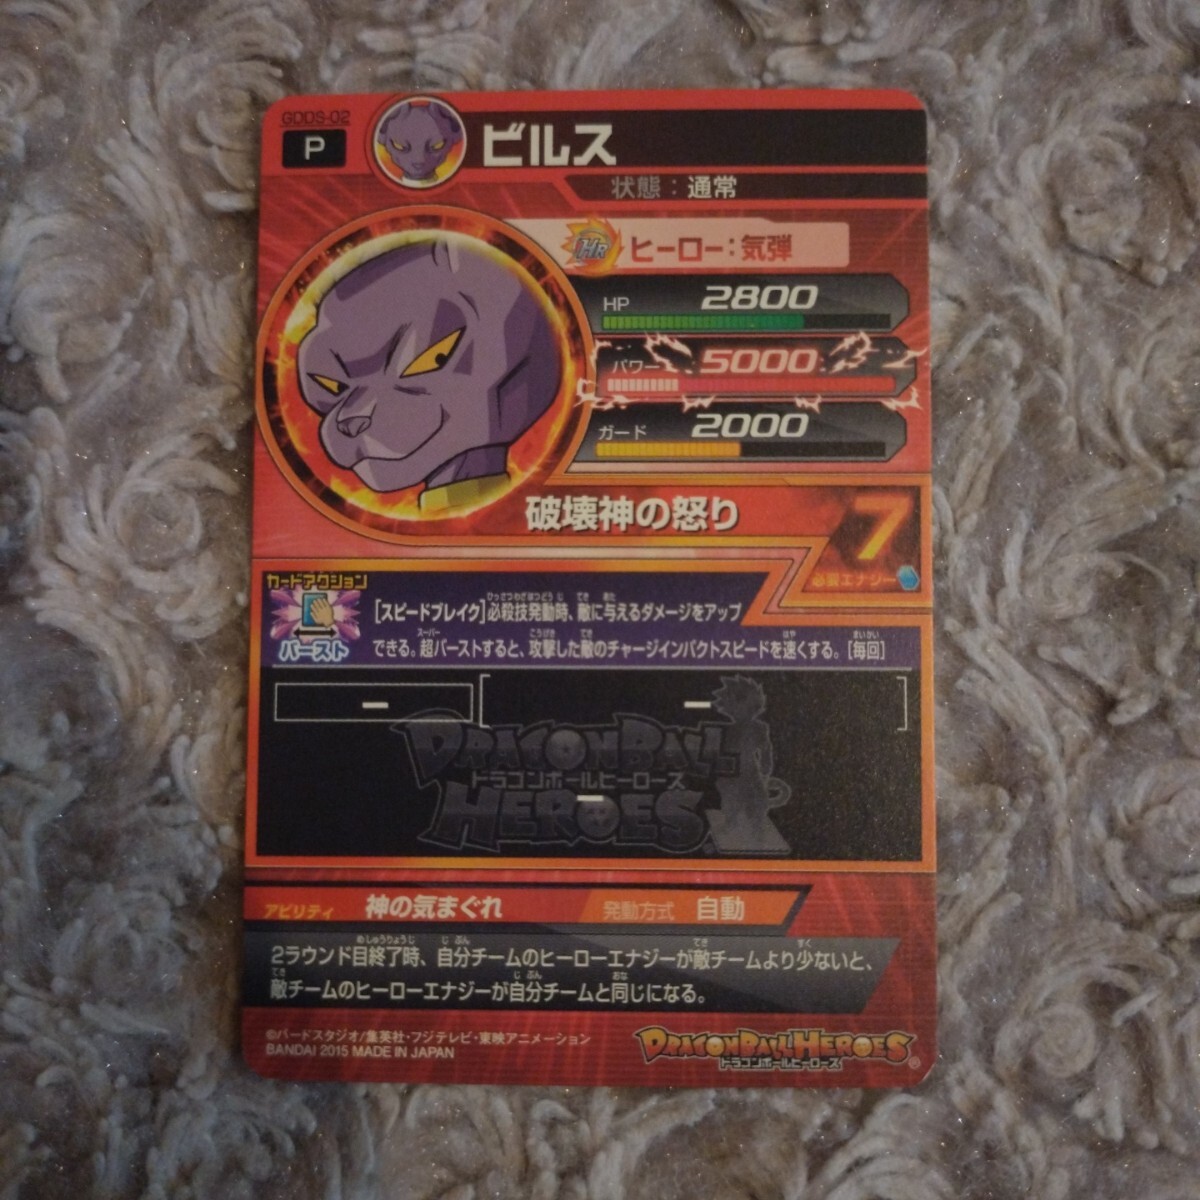 GDDS-02
P
ビルス
状態：通常
HR ヒーロー：気弾
HP 2800
パワー 5000
ガード 2000
破壊神の怒り
7
必要エナジー
カードアクション
バースト
[スピードブレイク]必殺技発動時、敵に与えるダメージをアップ
できる。超バーストすると、攻撃した敵のチャージインパクトスピードを速くする。[毎回]
ー ー
DRAGON BALL
ドラゴンボールヒーローズ
HEROES
ー
アビリティ 神の気まぐれ 発動方式 自動
2ラウンド目終了時、自分チームのヒーローエナジーが敵チームより少ないと、
敵チームのヒーローエナジーが自分チームと同じになる。
©バードスタジオ/集英社・フジテレビ・東映アニメーション
BANDAI 2015 MADE IN JAPAN
DRAGON BALL HEROES
ドラゴンボールヒーローズ ®